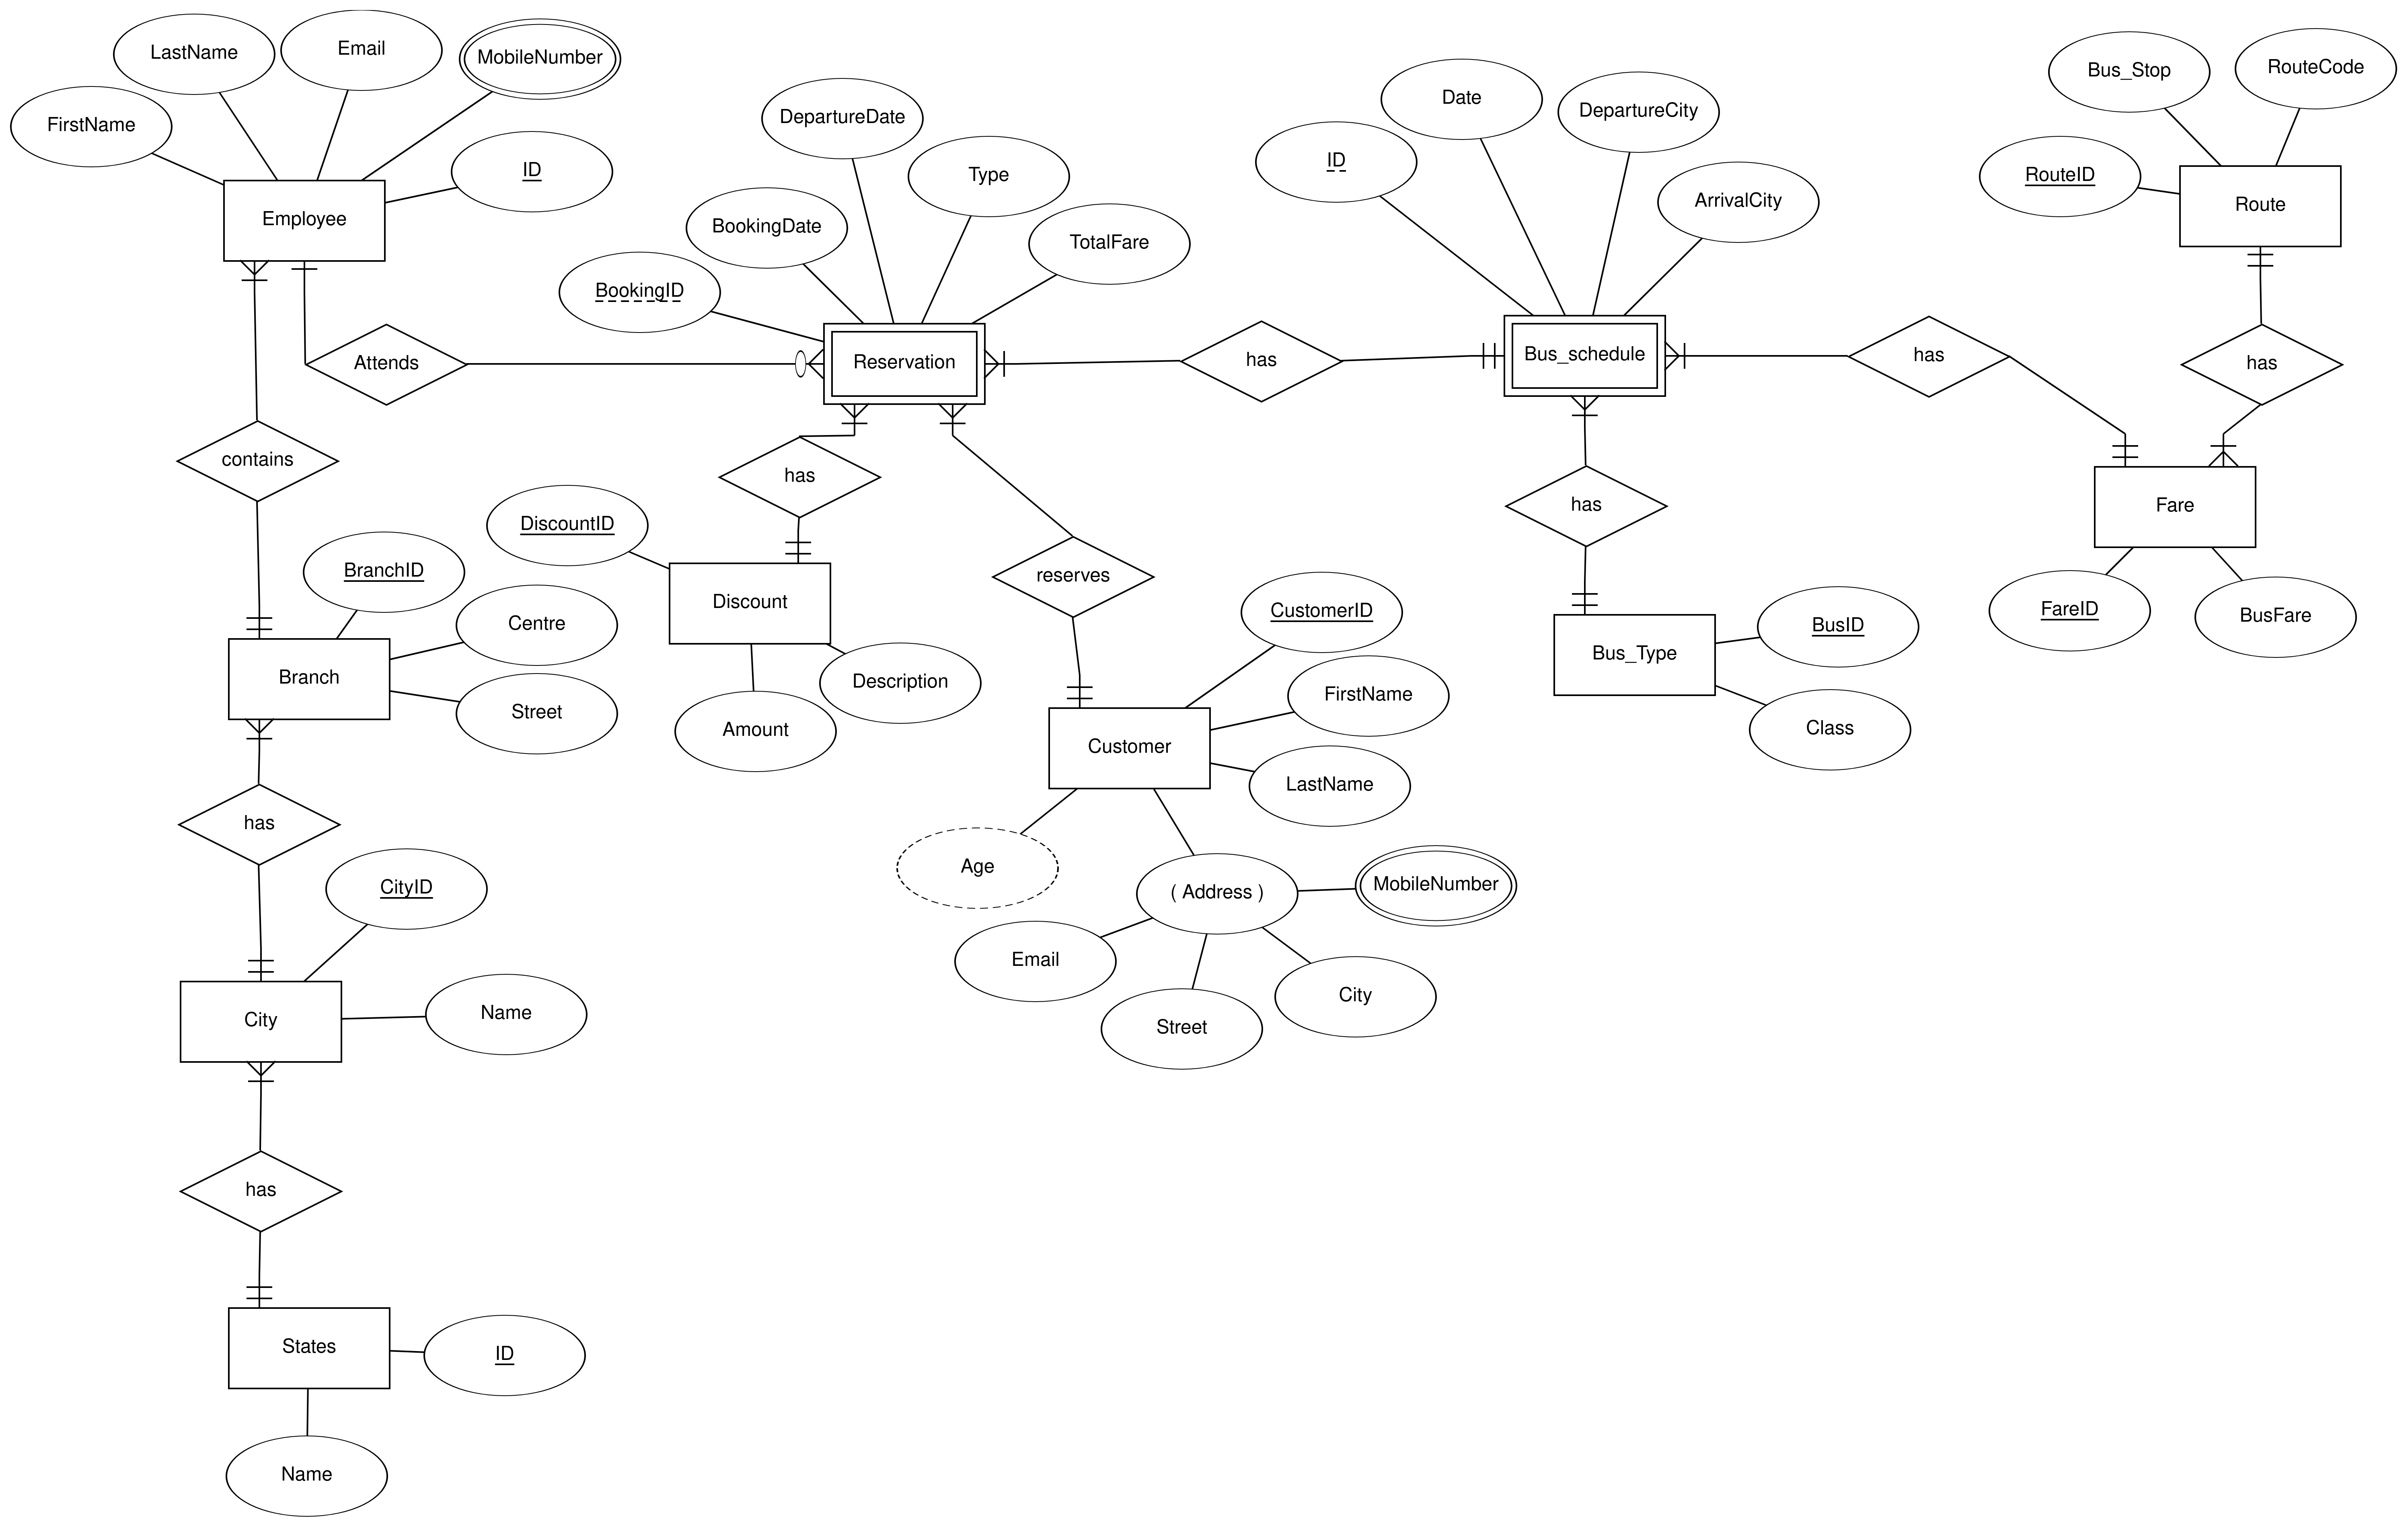 LastName
Email
MobileNumber
FirstName
ID
Employee
DepartureDate
Type
BookingDate
TotalFare
BookingID
Date
DepartureCity
ID
ArrivalCity
Bus_Stop
RouteCode
RouteID
Route
Attends
Reservation
has
Bus_schedule
has
has
contains
has
DiscountID
reserves
has
Fare
BranchID
Centre
Discount
CustomerID
BusID
FareID
BusFare
Branch
Street
Description
FirstName
Bus_Type
Class
Amount
Customer
LastName
has
Age
( Address )
MobileNumber
CityID
Email
Street
City
City
Name
has
States
ID
Name